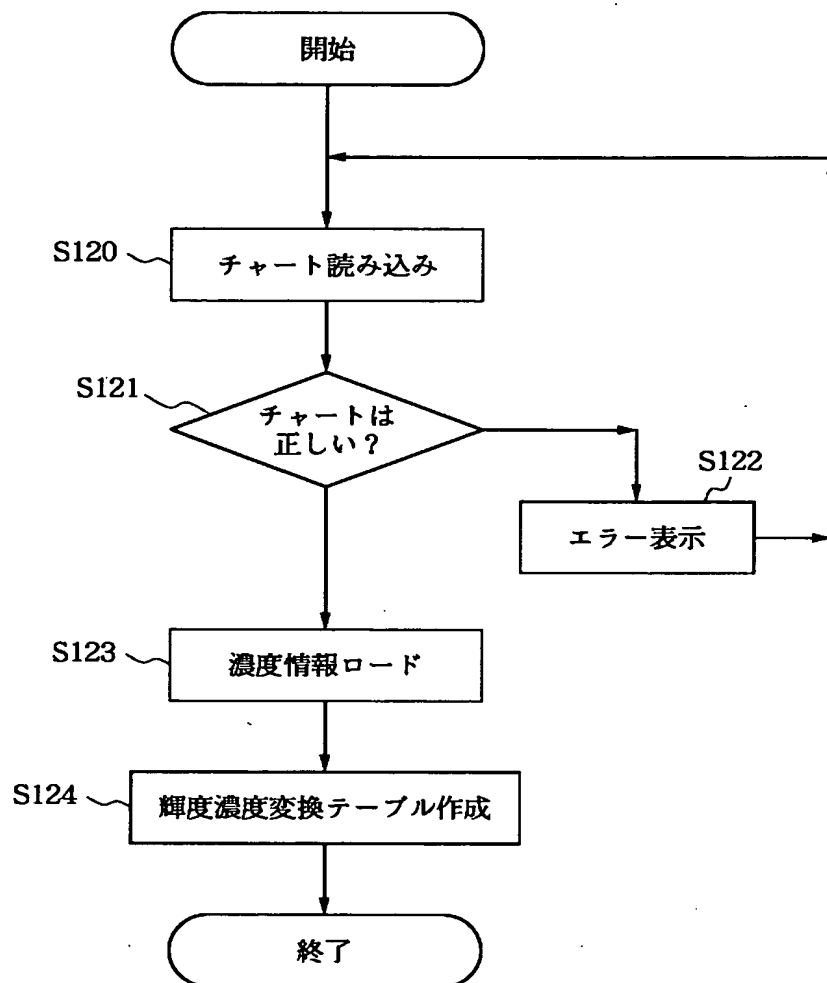 開始
S120
チャート読み込み
S121
チャートは
正しい?
S122
エラー表示
S123
濃度情報ロード
S124
輝度濃度変換テーブル作成
終了